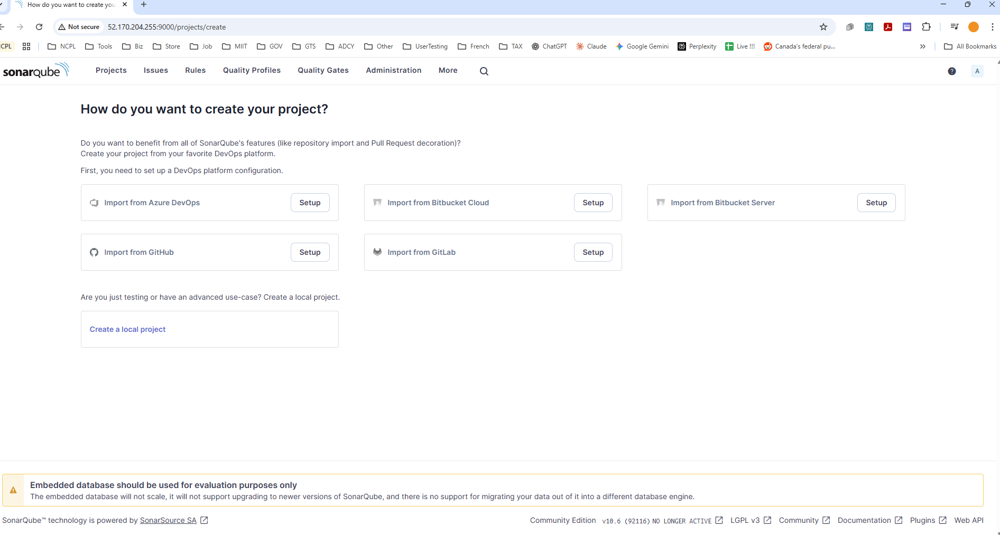 How do you want to create you
Not secure
52.170.204.255:9000/projects/create
NCPL
Tools
Biz
Store
Job
MIIT
GOV
GTS
ADCY
Other
UserTesting
French
TAX
ChatGPT
Claude
Google Gemini
Perplexity
Live !!!
Canada's federal pu...
All Bookmarks
sonarqube
Projects
Issues
Rules
Quality Profiles
Quality Gates
Administration
More
A
How do you want to create your project?
Do you want to benefit from all of SonarQube's features (like repository import and Pull Request decoration)?
Create your project from your favorite DevOps platform.
First, you need to set up a DevOps platform configuration.
Import from Azure DevOps
Setup
Import from Bitbucket Cloud
Setup
Import from Bitbucket Server
Setup
Import from GitHub
Setup
Import from GitLab
Setup
Are you just testing or have an advanced use-case? Create a local project.
Create a local project
Embedded database should be used for evaluation purposes only
The embedded database will not scale, it will not support upgrading to newer versions of SonarQube, and there is no support for migrating your data out of it into a different database engine.
SonarQube™ technology is powered by SonarSource SA
Community Edition
v10.6 (92116) NO LONGER ACTIVE
LGPL v3
Community
Documentation
Plugins
Web API